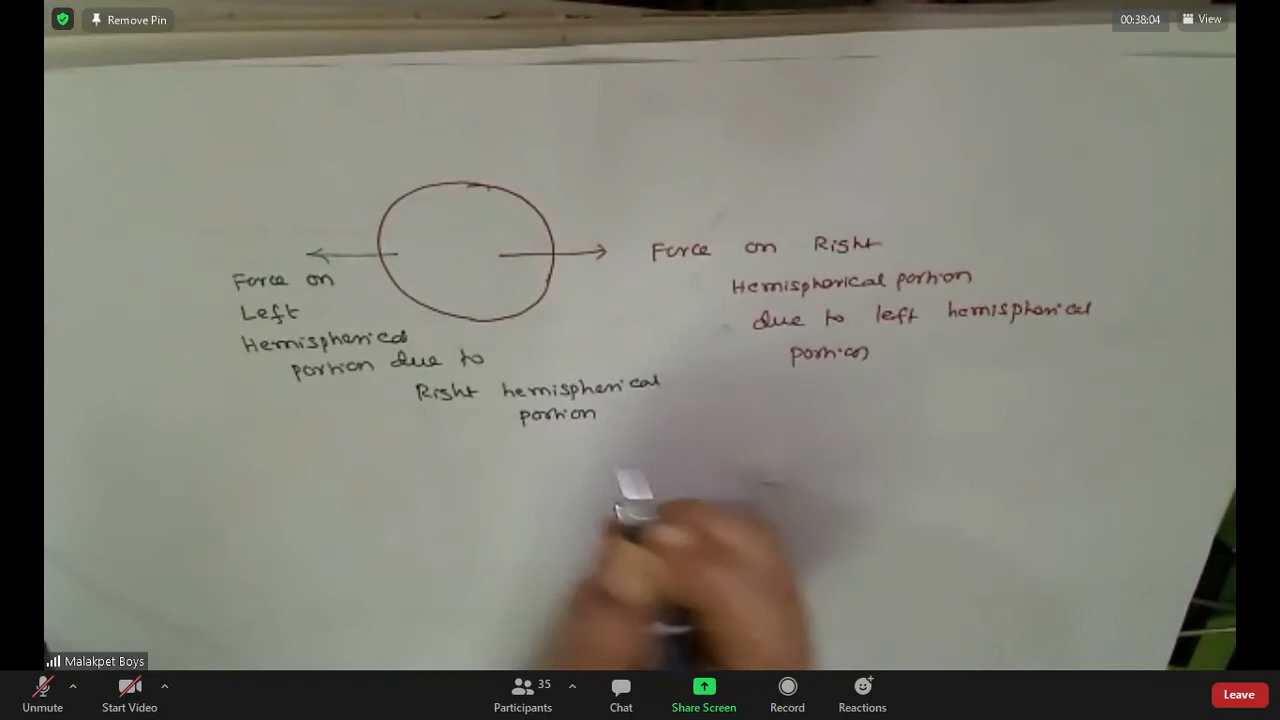 Remove Pin
00:38:04
View
Force on
Left
Hemispherical
portion due to
Right hemispherical
portion
Force on Right
Hemispherical portion
due to left hemispherical
portion
Malakpet Boys
Unmute
Start Video
Participants
35
Chat
Share Screen
Record
Reactions
Leave